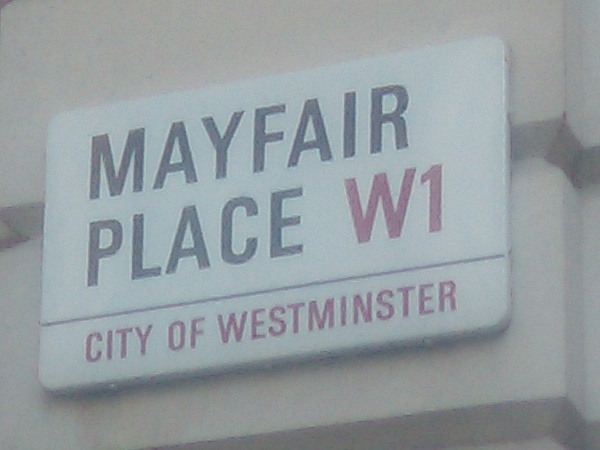 MAYFAIR
PLACE W1
CITY OF WESTMINSTER